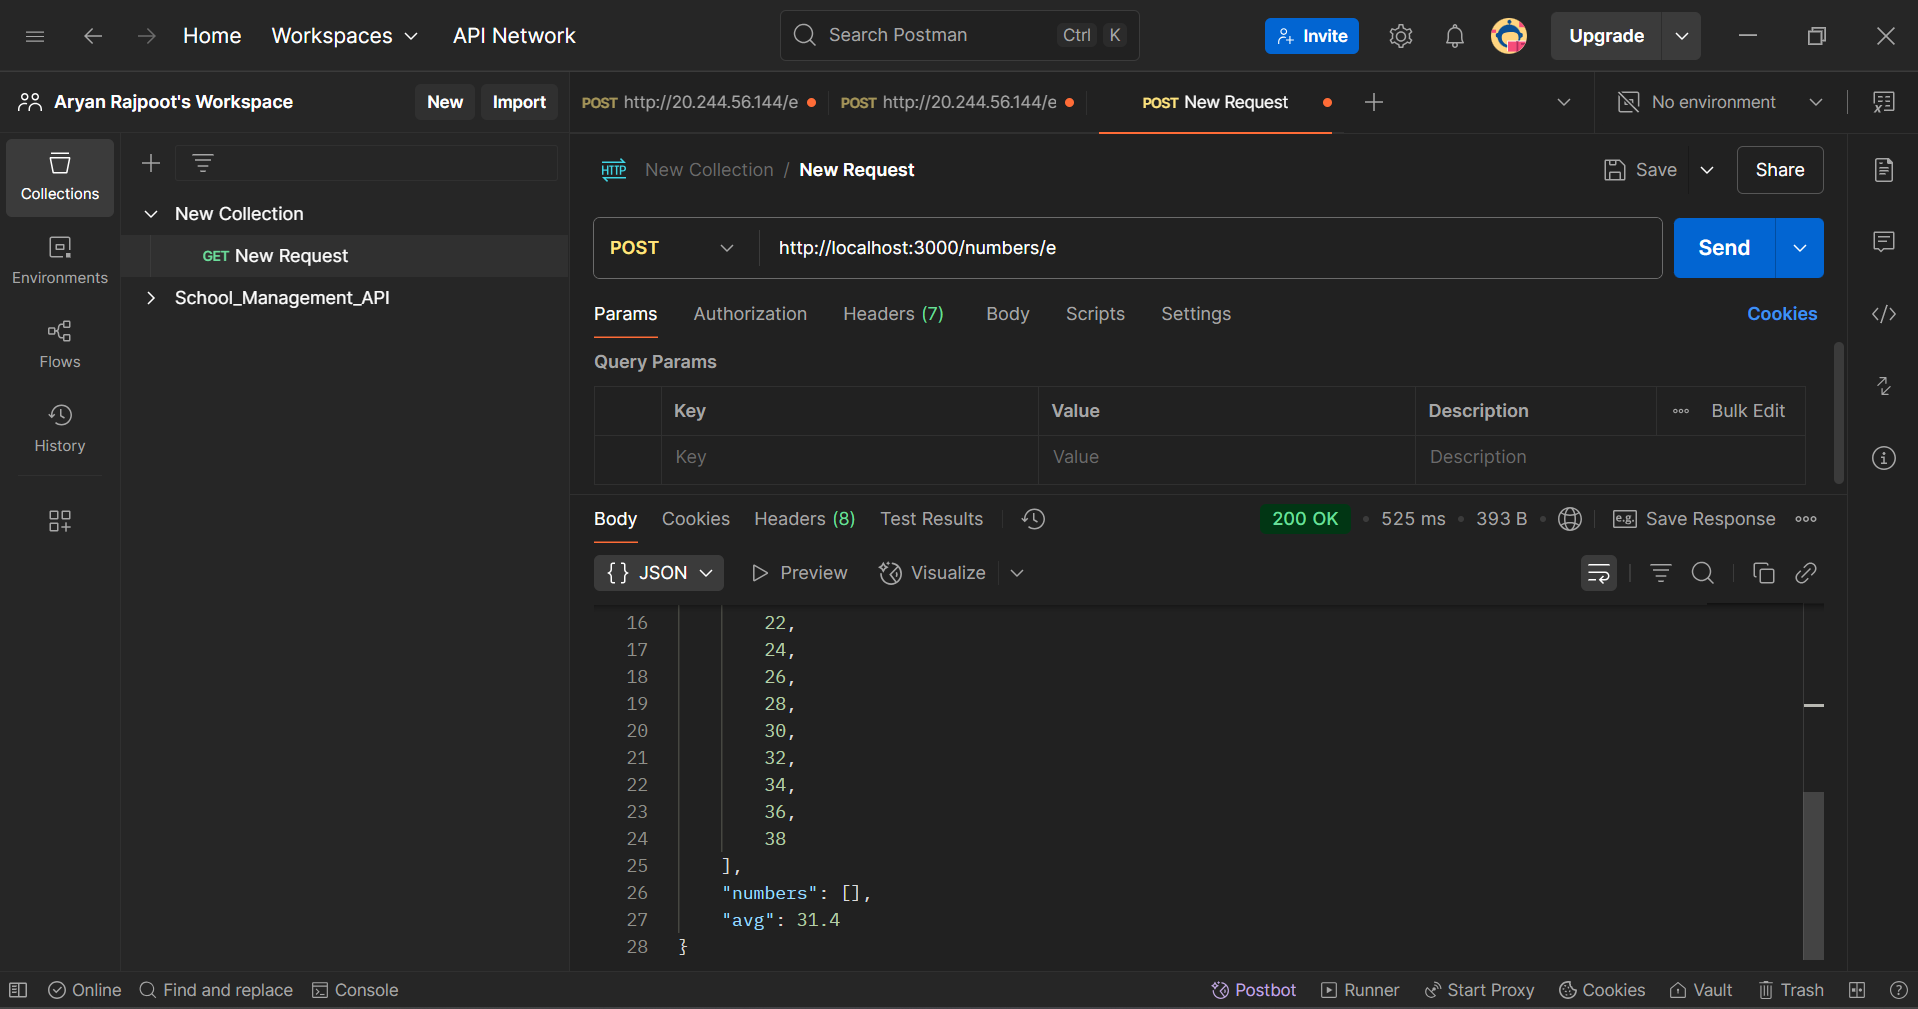 Home Workspaces API Network Search Postman Ctrl K Invite Upgrade
Aryan Rajpoot's Workspace New Import POST http://20.244.56.144/e POST http://20.244.56.144/e POST New Request No environment
Collections
Environments
Flows
History
New Collection
GET New Request
School_Management_API
HTTP New Collection / New Request Save Share
POST http://localhost:3000/numbers/e Send
Params Authorization Headers (7) Body Scripts Settings Cookies
Query Params
Key Value Description Bulk Edit
Key Value Description
Body Cookies Headers (8) Test Results 200 OK 525 ms 393 B e.g. Save Response
{} JSON Preview Visualize
16 22,
17 24,
18 26,
19 28,
20 30,
21 32,
22 34,
23 36,
24 38
25 ],
26 "numbers": [],
27 "avg": 31.4
28 }
Online Find and replace Console Postbot Runner Start Proxy Cookies Vault Trash